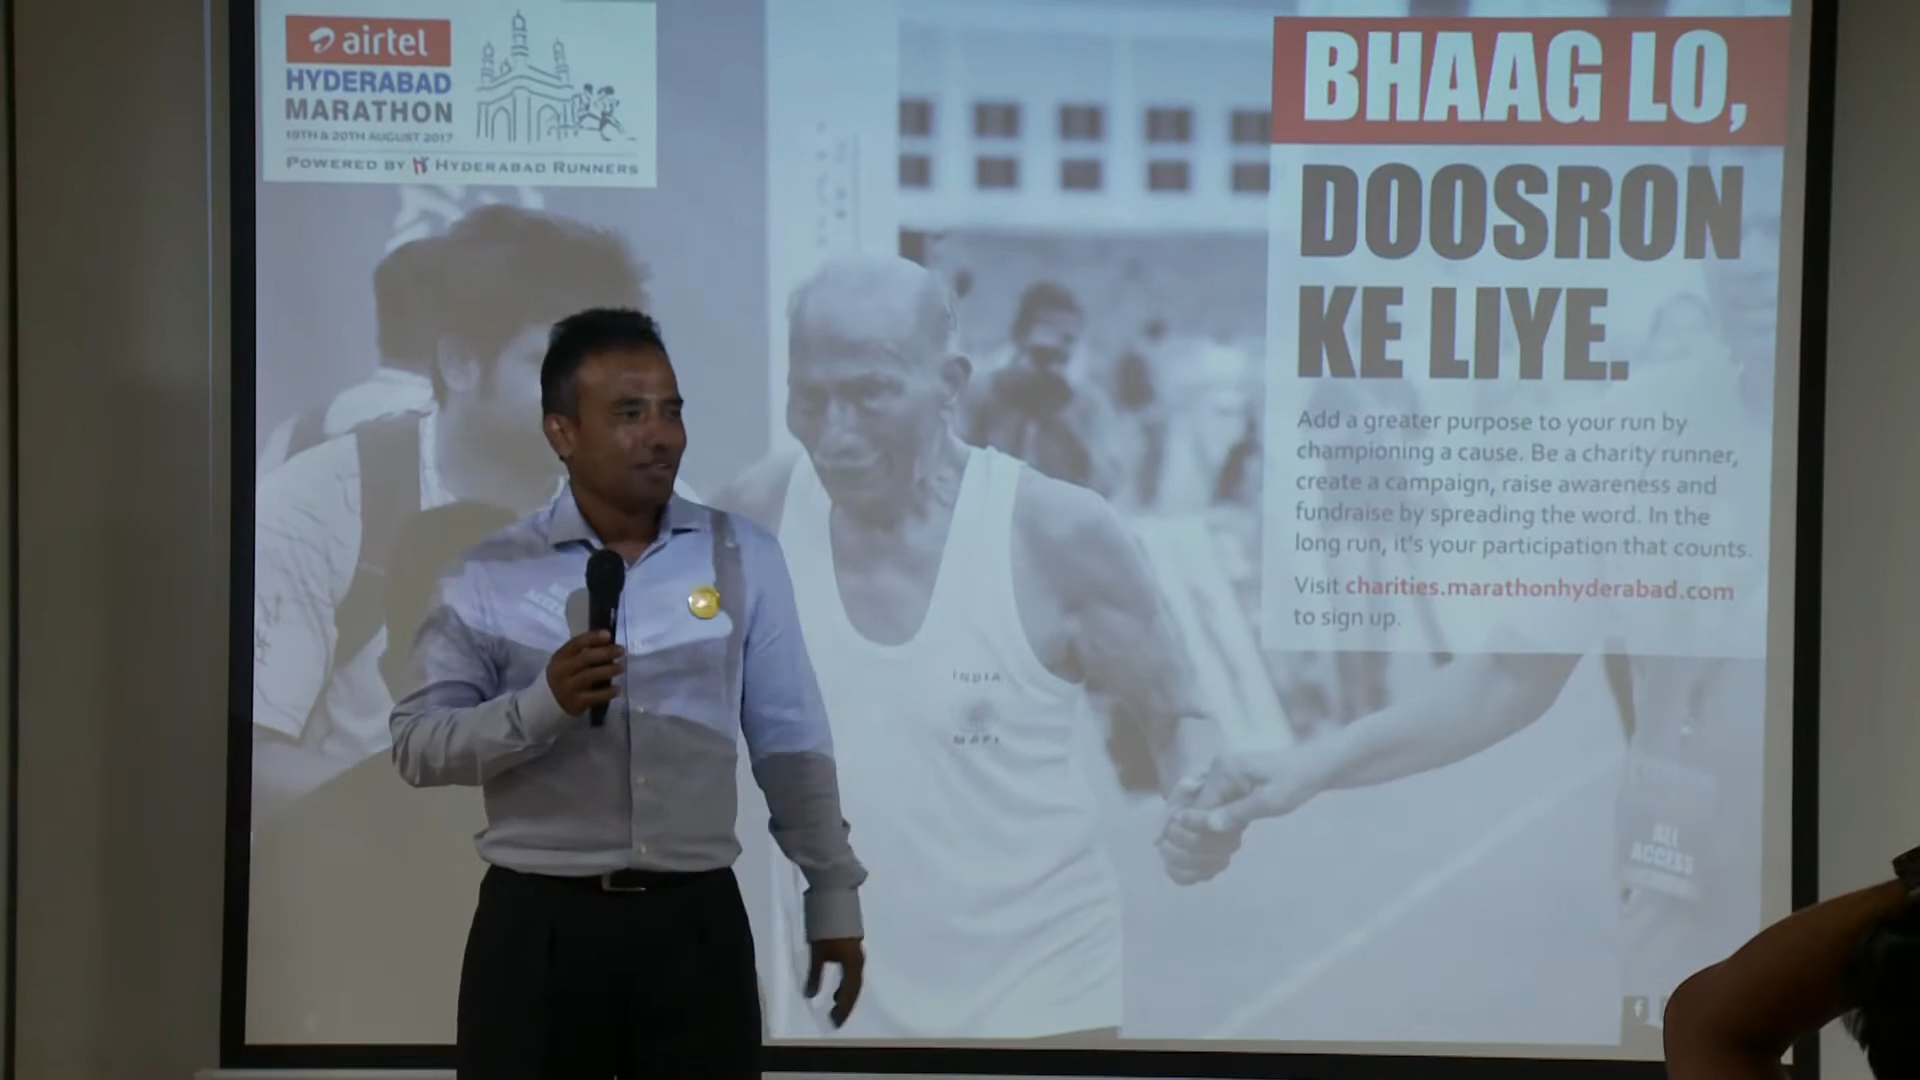 airtel
HYDERABAD
MARATHON
19TH & 20TH AUGUST 2017
POWERED BY HYDERABAD RUNNERS
BHAAG LO,
DOOSRON
KE LIYE.
Add a greater purpose to your run by
championing a cause. Be a charity runner,
create a campaign, raise awareness and
fundraise by spreading the word. In the
long run, it's your participation that counts.
Visit charities.marathonhyderabad.com
to sign up.
INDIA
ALL
ACCESS